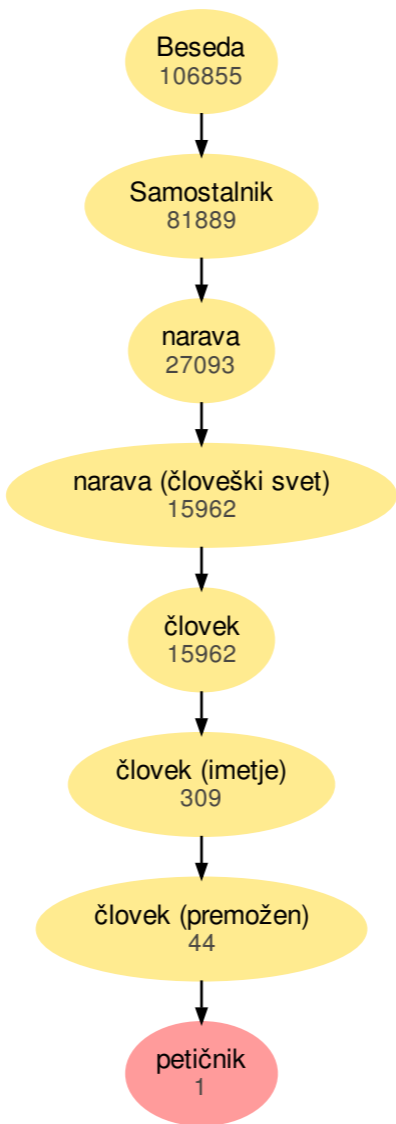 Beseda
106855
Samostalnik
81889
narava
27093
narava (človeški svet)
15962
človek
15962
človek (imetje)
309
človek (premožen)
44
petičnik
1